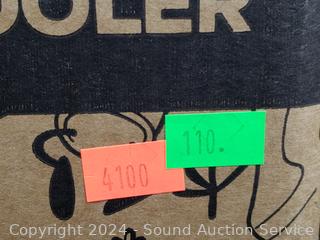 OOLER
110.
4100
Copyright 2024 - Sound Auction Service